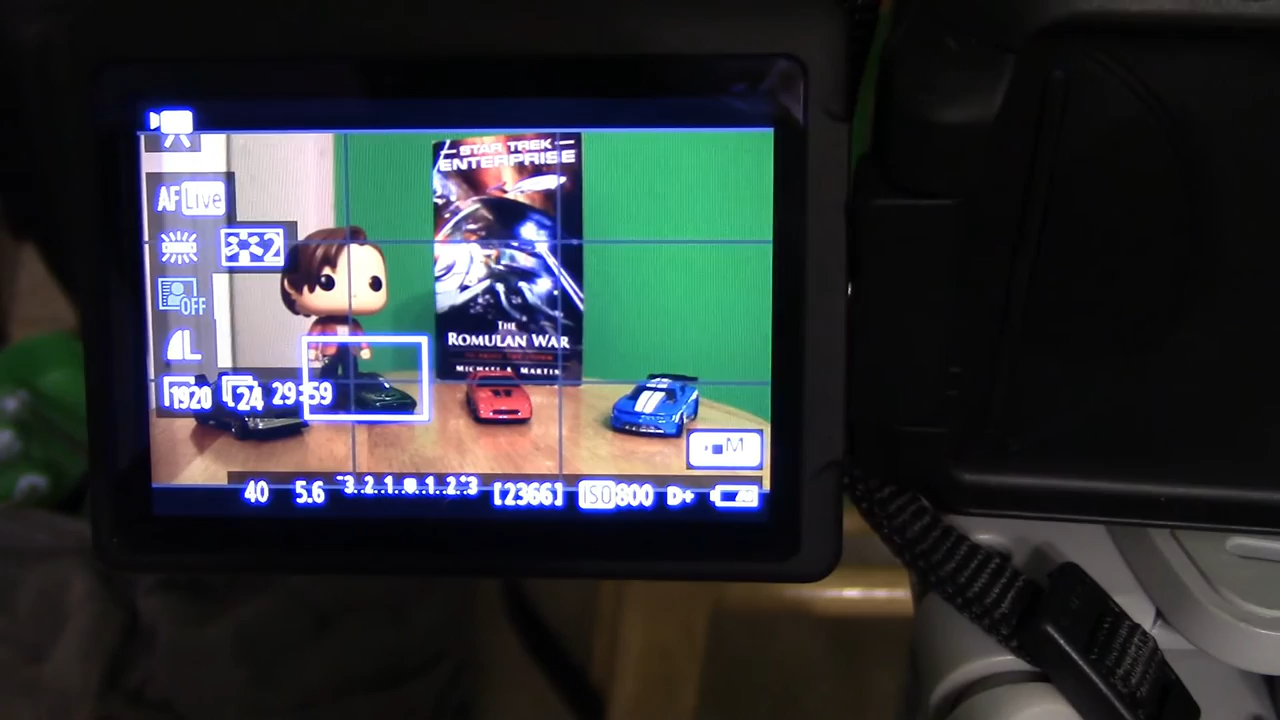 STAR TREK
ENTERPRISE
AF Live
2
OFF
L
THE
ROMULAN WAR
1920 24 29:59
MICHAEL A. MARTIN
M
40 5.6 -3..2..1..0..1..2..+3 [2366] ISO 800 D+